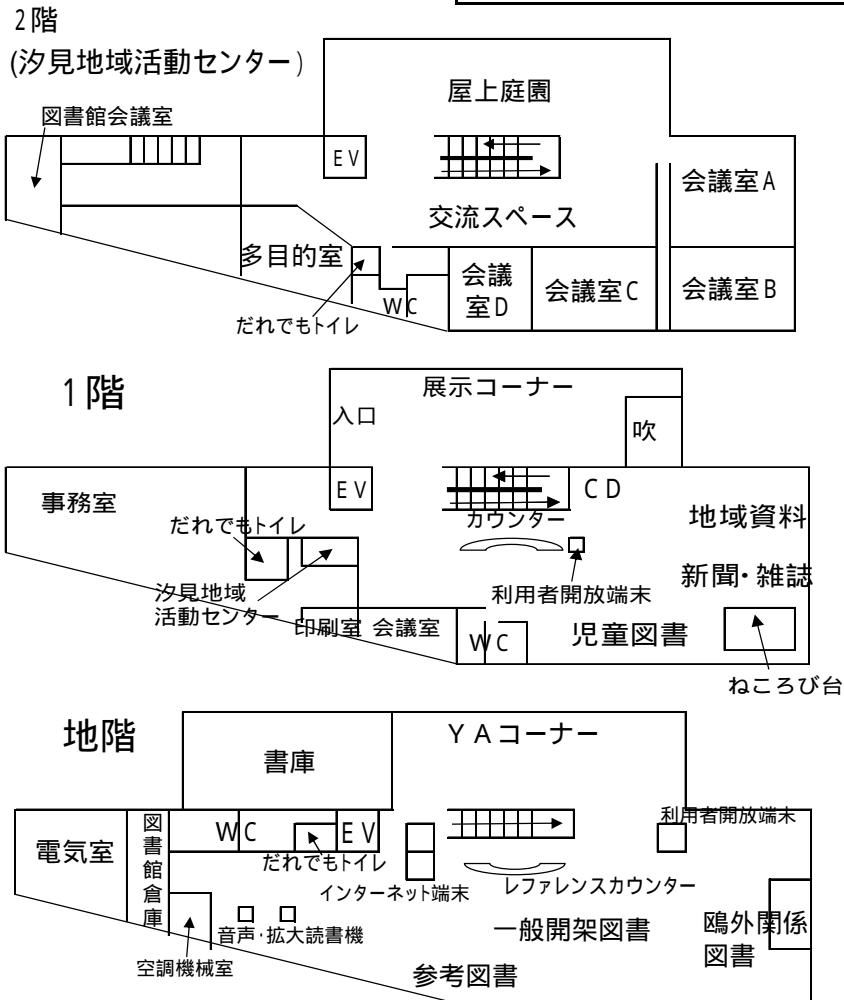 2階
(汐見地域活動センター)
屋上庭園
図書館会議室
EV
会議室A
交流スペース
多目的室
会議
室D
会議室C
会議室B
WC
だれでもトイレ
1階
展示コーナー
入口
吹
事務室
EV
CD
地域資料
だれでもトイレ
カウンター
新聞・雑誌
汐見地域
活動センター
利用者開放端末
印刷室
会議室
WC
児童図書
ねころび台
地階
YAコーナー
書庫
利用者開放端末
電気室
図書館倉庫
WC
EV
だれでもトイレ
インターネット端末
レファレンスカウンター
音声・拡大読書機
一般開架図書
鴎外関係
図書
空調機械室
参考図書